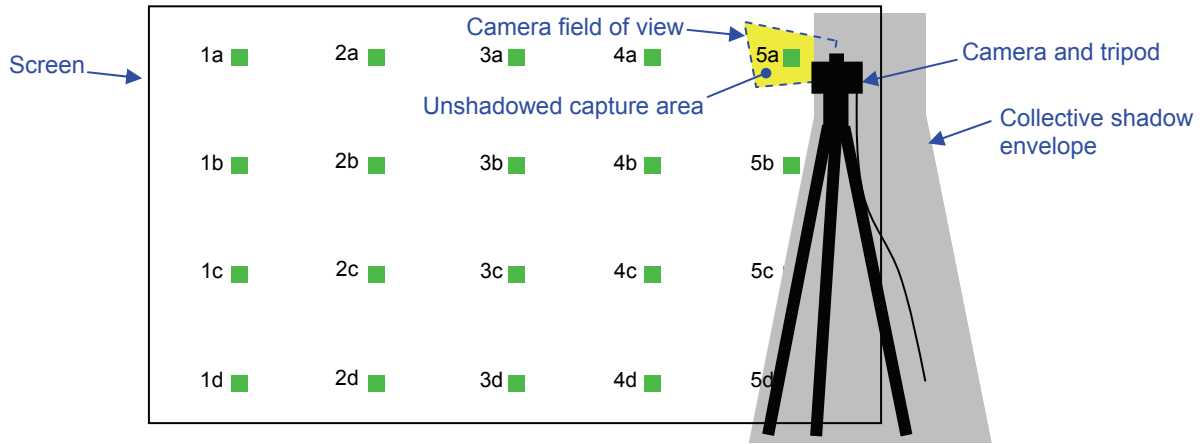 Camera field of view
1a
2a
3a
4a
5a
Screen
Camera and tripod
Unshadowed capture area
Collective shadow
envelope
1b
2b
3b
4b
5b
1c
2c
3c
4c
5c
1d
2d
3d
4d
5d